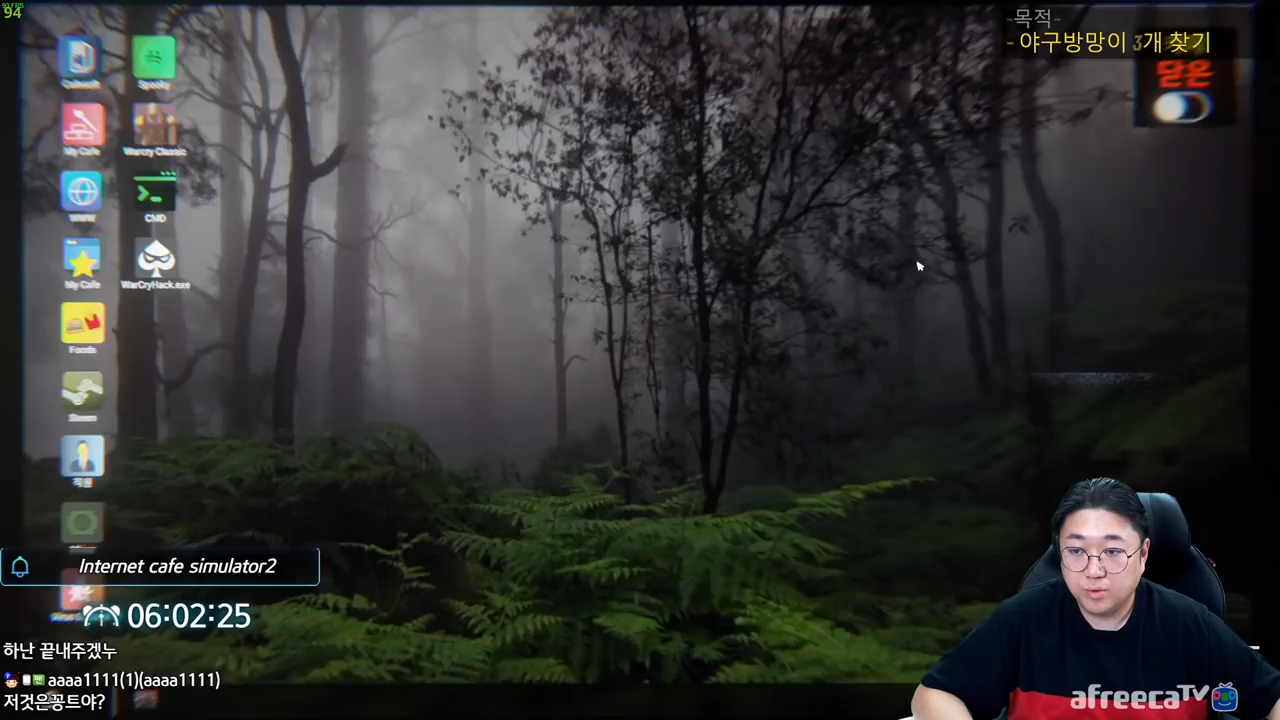 94
-목적-
- 야구방망이 3개 찾기
닫은
Spooky
My Cafe
Warcry Classic
WWW
CMD
My Cafe
WarCryHack.exe
Foods
직원
Internet cafe simulator2
06:02:25
하난 끝내주겠누
aaaa1111(1)(aaaa1111)
저것은꽁트야?
afreecaTV